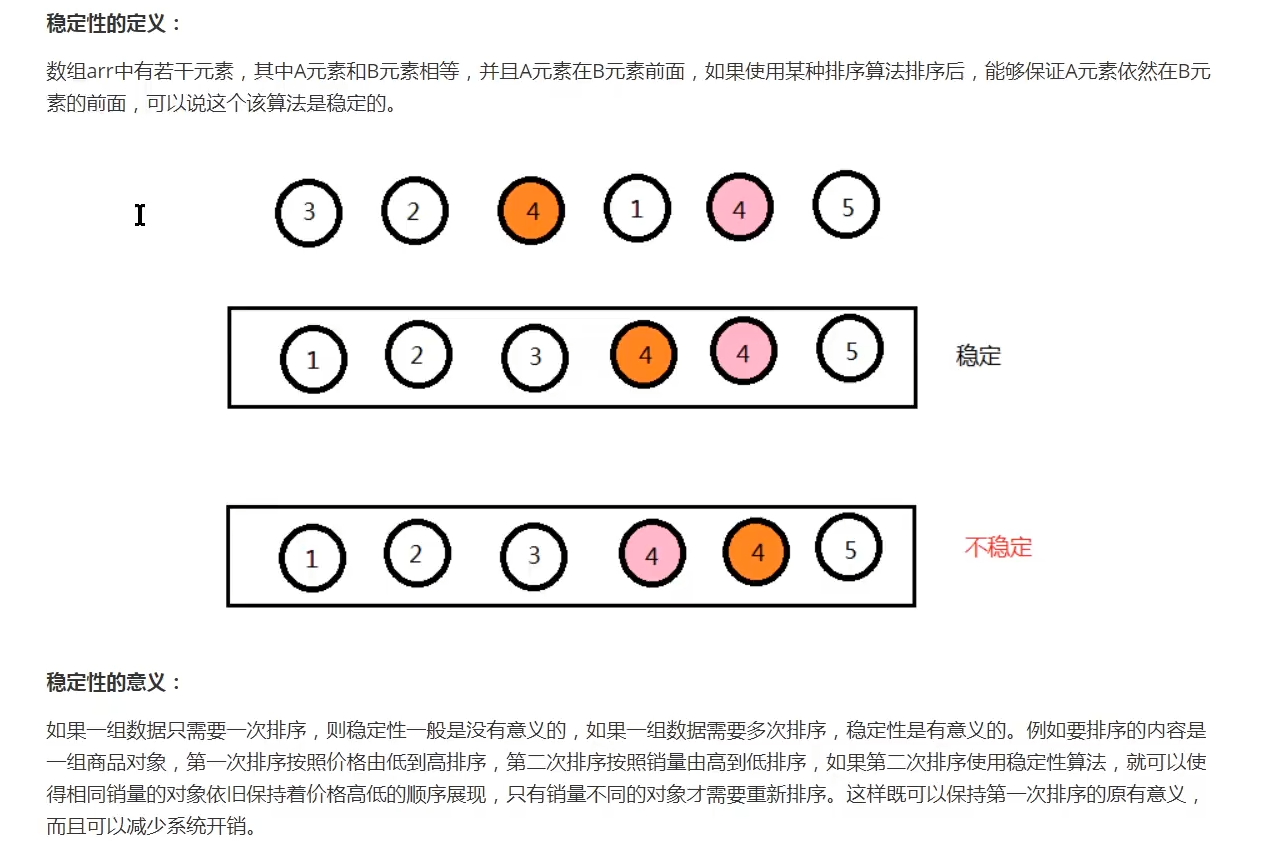 稳定性的定义：
数组arr中有若干元素，其中A元素和B元素相等，并且A元素在B元素前面，如果使用某种排序算法排序后，能够保证A元素依然在B元
素的前面，可以说这个该算法是稳定的。
3 2 4 1 4 5
1 2 3 4 4 5 稳定
1 2 3 4 4 5 不稳定
稳定性的意义：
如果一组数据只需要一次排序，则稳定性一般是没有意义的，如果一组数据需要多次排序，稳定性是有意义的。例如要排序的内容是
一组商品对象，第一次排序按照价格由低到高排序，第二次排序按照销量由高到低排序，如果第二次排序使用稳定性算法，就可以使
得相同销量的对象依旧保持着价格高低的顺序展现，只有销量不同的对象才需要重新排序。这样既可以保持第一次排序的原有意义，
而且可以减少系统开销。